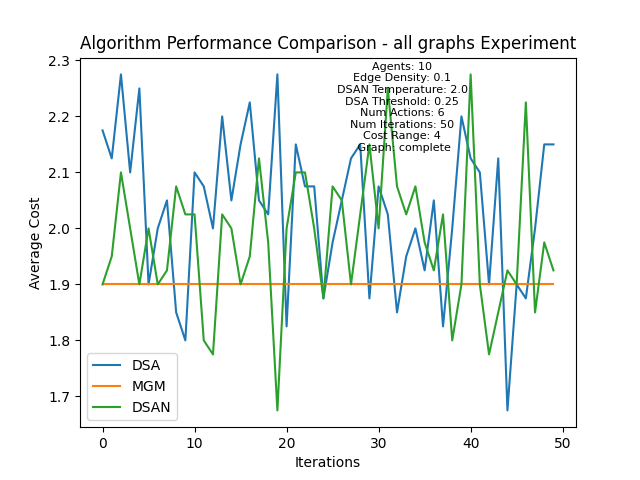 Algorithm Performance Comparison - all graphs Experiment
Agents: 10
Edge Density: 0.1
DSAN Temperature: 2.0
DSA Threshold: 0.25
Num Actions: 6
Num Iterations: 50
Cost Range: 4
Graph: complete
Average Cost
2.3
2.2
2.1
2.0
1.9
1.8
1.7
DSA
MGM
DSAN
0 10 20 30 40 50
Iterations